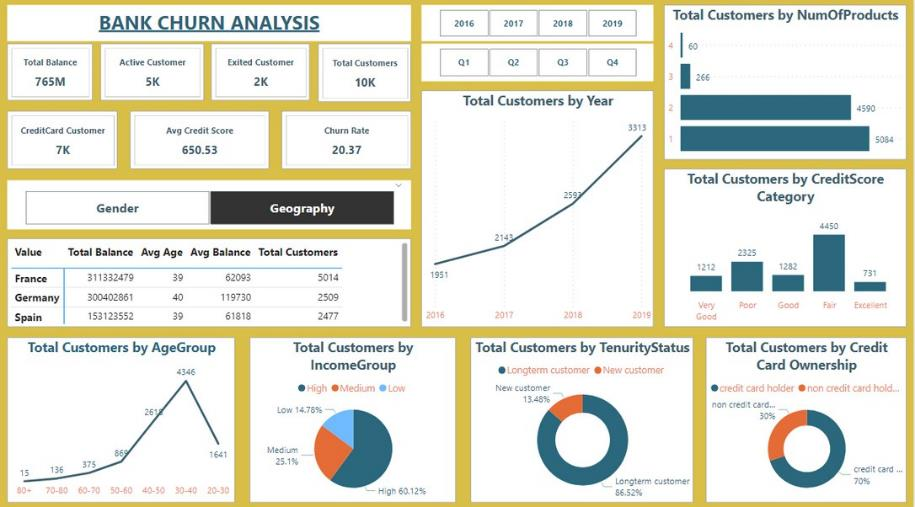 BANK CHURN ANALYSIS
Total Balance
765M
Active Customer
5K
Exited Customer
2K
Total Customers
10K
CreditCard Customer
7K
Avg Credit Score
650.53
Churn Rate
20.37
Gender
Geography
Value Total Balance Avg Age Avg Balance Total Customers
France 311332479 39 62093 5014
Germany 300402861 40 119730 2509
Spain 153123552 39 61818 2477
2016 2017 2018 2019
Q1 Q2 Q3 Q4
Total Customers by Year
3313
2593
2143
1951
2016 2017 2018 2019
Total Customers by NumOfProducts
4 60
3 266
2 4590
1 5084
Total Customers by CreditScore
Category
1212 2325 1282 4450 731
Very
Good
Poor Good Fair Excellent
Total Customers by AgeGroup
15 136 375 869 2618 4346 1641
80+ 70-80 60-70 50-60 40-50 30-40 20-30
Total Customers by
IncomeGroup
High Medium Low
Low 14.78%
Medium
25.1%
High 60.12%
Total Customers by TenurityStatus
Longterm customer New customer
New customer
13.48%
Longterm customer
86.52%
Total Customers by Credit
Card Ownership
credit card holder non credit card hold...
non credit card...
30%
credit card ...
70%